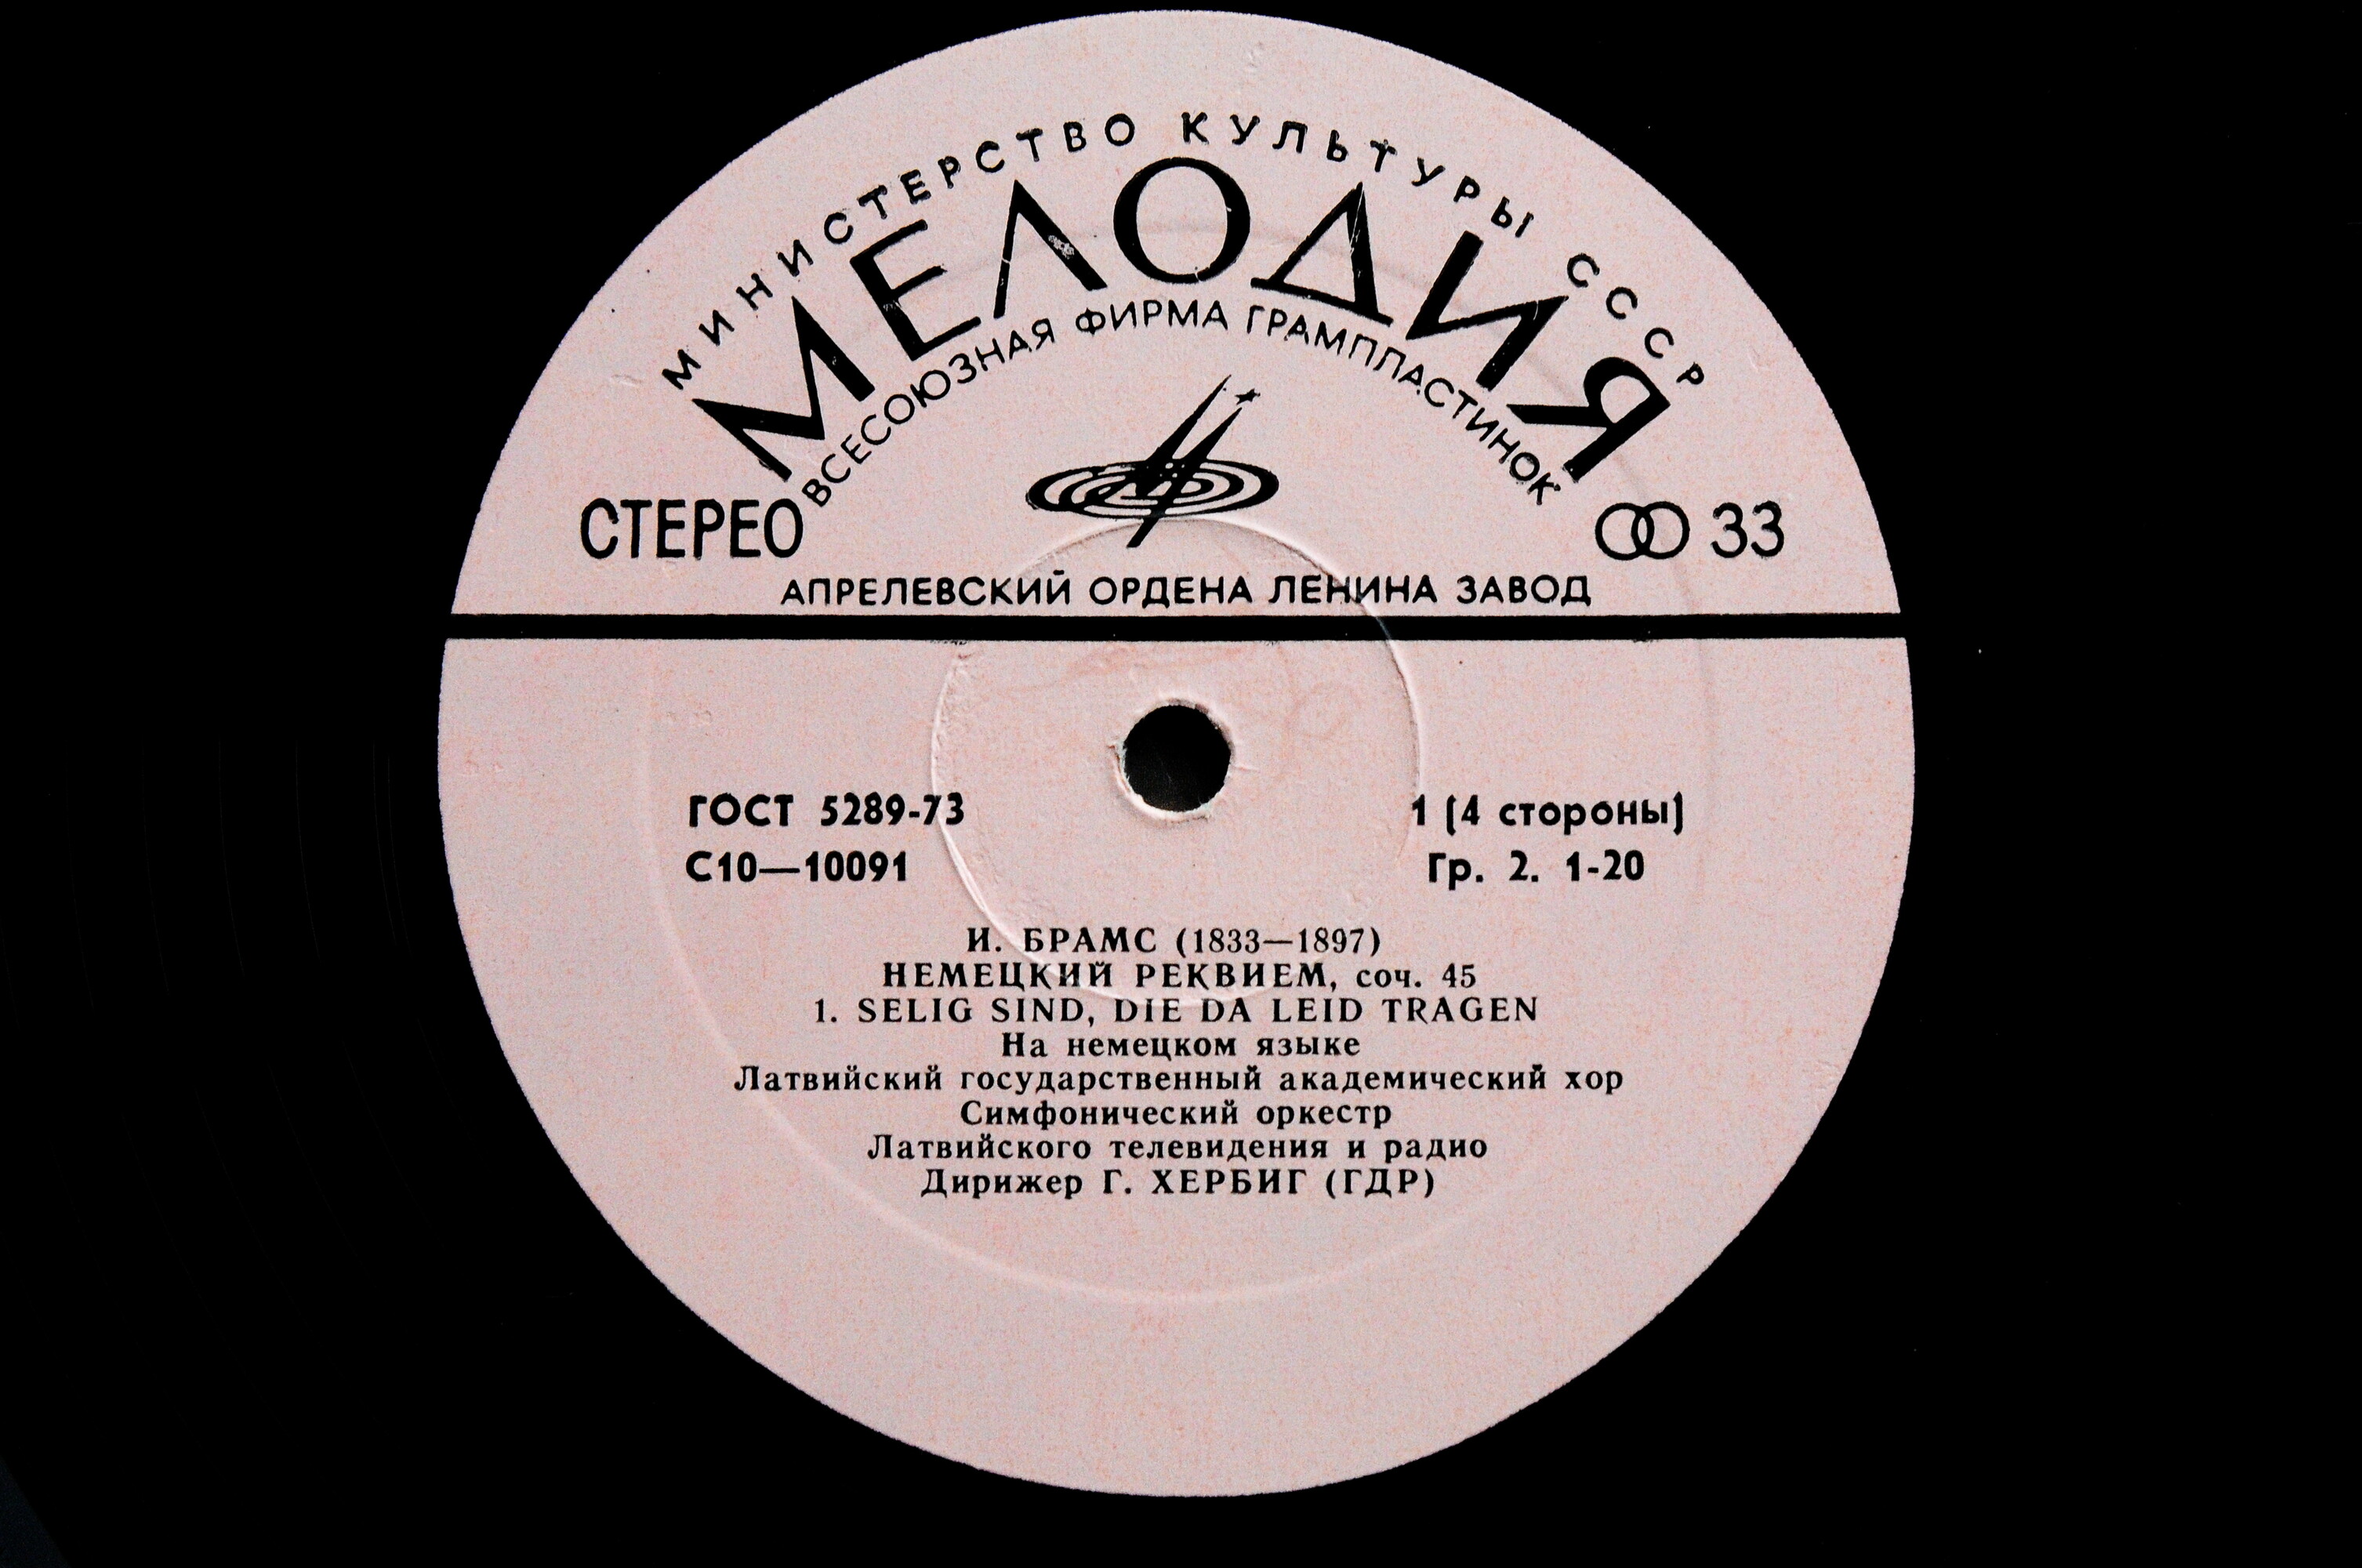 МИНИСТЕРСТВО КУЛЬТУРЫ СССР
МЕЛОДИЯ
ВСЕСОЮЗНАЯ ФИРМА ГРАМПЛАСТИНОК
СТЕРЕО
33
АПРЕЛЕВСКИЙ ОРДЕНА ЛЕНИНА ЗАВОД
ГОСТ 5289-73
1 (4 стороны)
С10—10091
Гр. 2. 1-20
И. БРАМС (1833—1897)
НЕМЕЦКИЙ РЕКВИЕМ, соч. 45
1. SELIG SIND, DIE DA LEID TRAGEN
На немецком языке
Латвийский государственный академический хор
Симфонический оркестр
Латвийского телевидения и радио
Дирижер Г. ХЕРБИГ (ГДР)